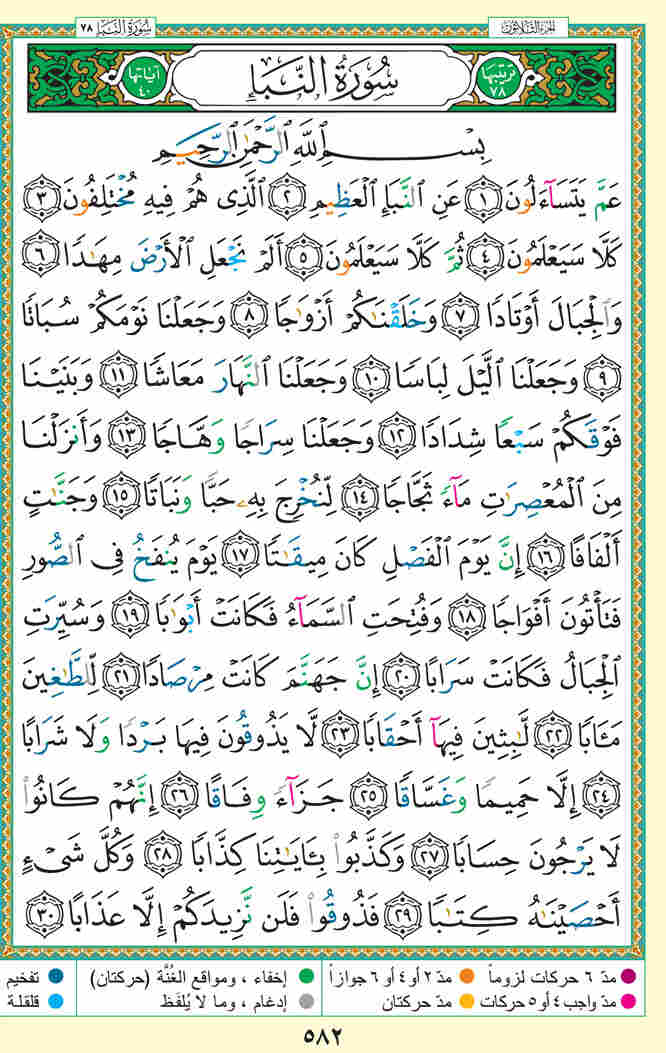 الجزء الثلاثون
سورة النبإ ٧٨
ترتيبها ٧٨
سُورَةُ النَّبَإِ
آياتها ٤٠
بِسْمِ ٱللَّهِ ٱلرَّحْمَٰنِ ٱلرَّحِيمِ
عَمَّ يَتَسَآءَلُونَ ١ عَنِ ٱلنَّبَإِ ٱلْعَظِيمِ ٢ ٱلَّذِى هُمْ فِيهِ مُخْتَلِفُونَ ٣
كَلَّا سَيَعْلَمُونَ ٤ ثُمَّ كَلَّا سَيَعْلَمُونَ ٥ أَلَمْ نَجْعَلِ ٱلْأَرْضَ مِهَٰدًا ٦
وَٱلْجِبَالَ أَوْتَادًا ٧ وَخَلَقْنَٰكُمْ أَزْوَٰجًا ٨ وَجَعَلْنَا نَوْمَكُمْ سُبَاتًا
٩ وَجَعَلْنَا ٱلَّيْلَ لِبَاسًا ١٠ وَجَعَلْنَا ٱلنَّهَارَ مَعَاشًا ١١ وَبَنَيْنَا
فَوْقَكُمْ سَبْعًا شِدَادًا ١٢ وَجَعَلْنَا سِرَاجًا وَهَّاجًا ١٣ وَأَنزَلْنَا
مِنَ ٱلْمُعْصِرَٰتِ مَآءً ثَجَّاجًا ١٤ لِّنُخْرِجَ بِهِۦ حَبًّا وَنَبَاتًا ١٥ وَجَنَّٰتٍ
أَلْفَافًا ١٦ إِنَّ يَوْمَ ٱلْفَصْلِ كَانَ مِيقَٰتًا ١٧ يَوْمَ يُنفَخُ فِى ٱلصُّورِ
فَتَأْتُونَ أَفْوَاجًا ١٨ وَفُتِحَتِ ٱلسَّمَآءُ فَكَانَتْ أَبْوَٰبًا ١٩ وَسُيِّرَتِ
ٱلْجِبَالُ فَكَانَتْ سَرَابًا ٢٠ إِنَّ جَهَنَّمَ كَانَتْ مِرْصَادًا ٢١ لِّلطَّٰغِينَ
مَـَٔابًا ٢٢ لَّٰبِثِينَ فِيهَآ أَحْقَابًا ٢٣ لَّا يَذُوقُونَ فِيهَا بَرْدًا وَلَا شَرَابًا
٢٤ إِلَّا حَمِيمًا وَغَسَّاقًا ٢٥ جَزَآءً وِفَاقًا ٢٦ إِنَّهُمْ كَانُوا۟
لَا يَرْجُونَ حِسَابًا ٢٧ وَكَذَّبُوا۟ بِـَٔايَٰتِنَا كِذَّابًا ٢٨ وَكُلَّ شَىْءٍ
أَحْصَيْنَٰهُ كِتَٰبًا ٢٩ فَذُوقُوا۟ فَلَن نَّزِيدَكُمْ إِلَّا عَذَابًا ٣٠
مدّ ٦ حركات لزوماً مدّ ٢ أو ٤ أو ٦ جوازاً إخفاء ، ومواقع الغُنَّة (حركتان) تفخيم
مدّ واجب ٤ أو ٥ حركات مدّ حركتان إدغام ، وما لا يُلفَظ قلقلة
٥٨٢